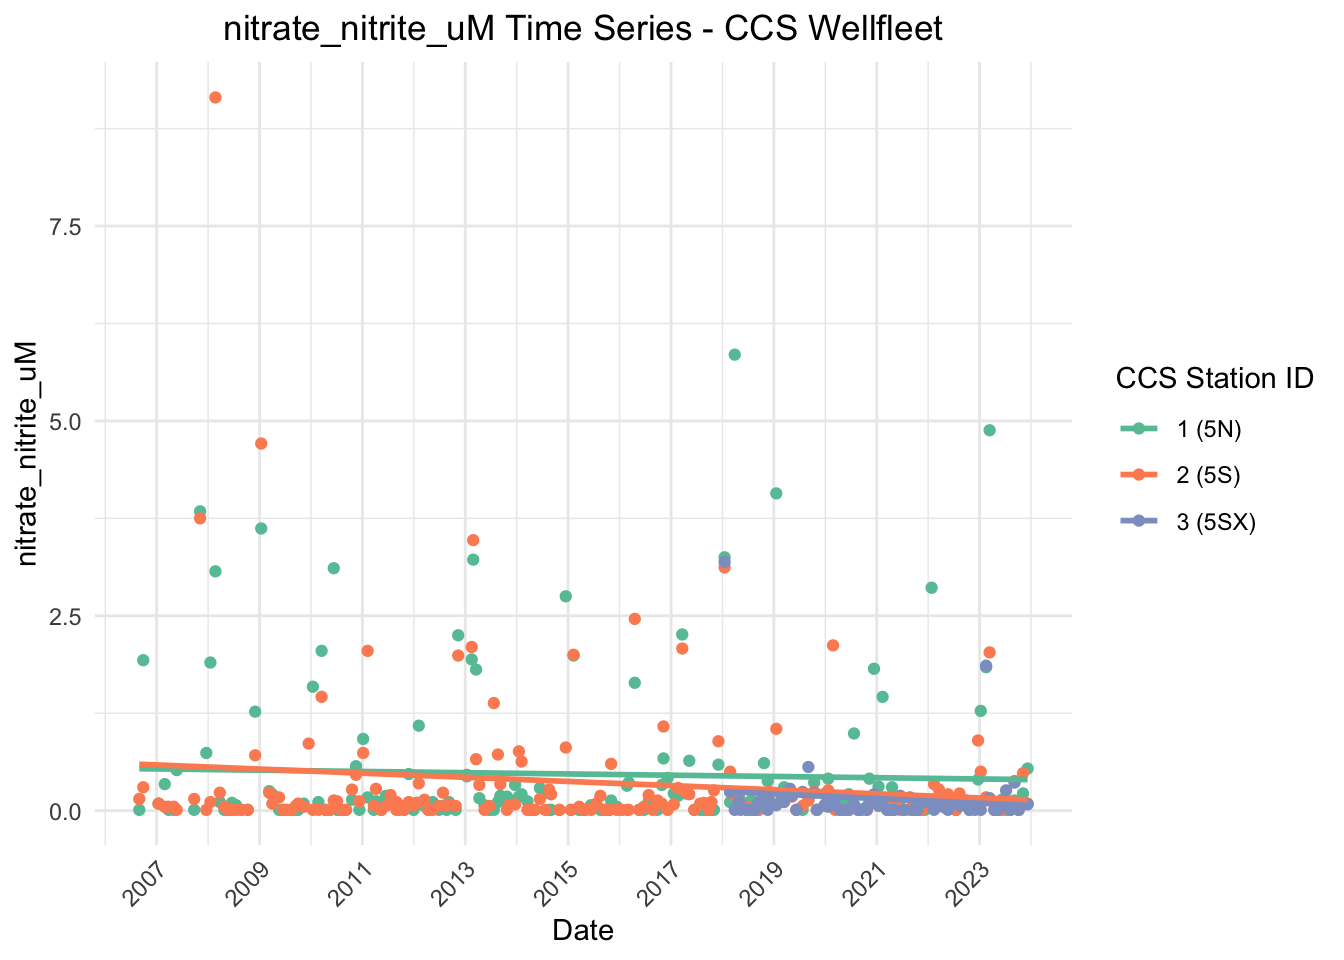 nitrate_nitrite_uM Time Series - CCS Wellfleet
nitrate_nitrite_uM
7.5
5.0
2.5
0.0
2007
2009
2011
2013
2015
2017
2019
2021
2023
Date
CCS Station ID
1 (5N)
2 (5S)
3 (5SX)